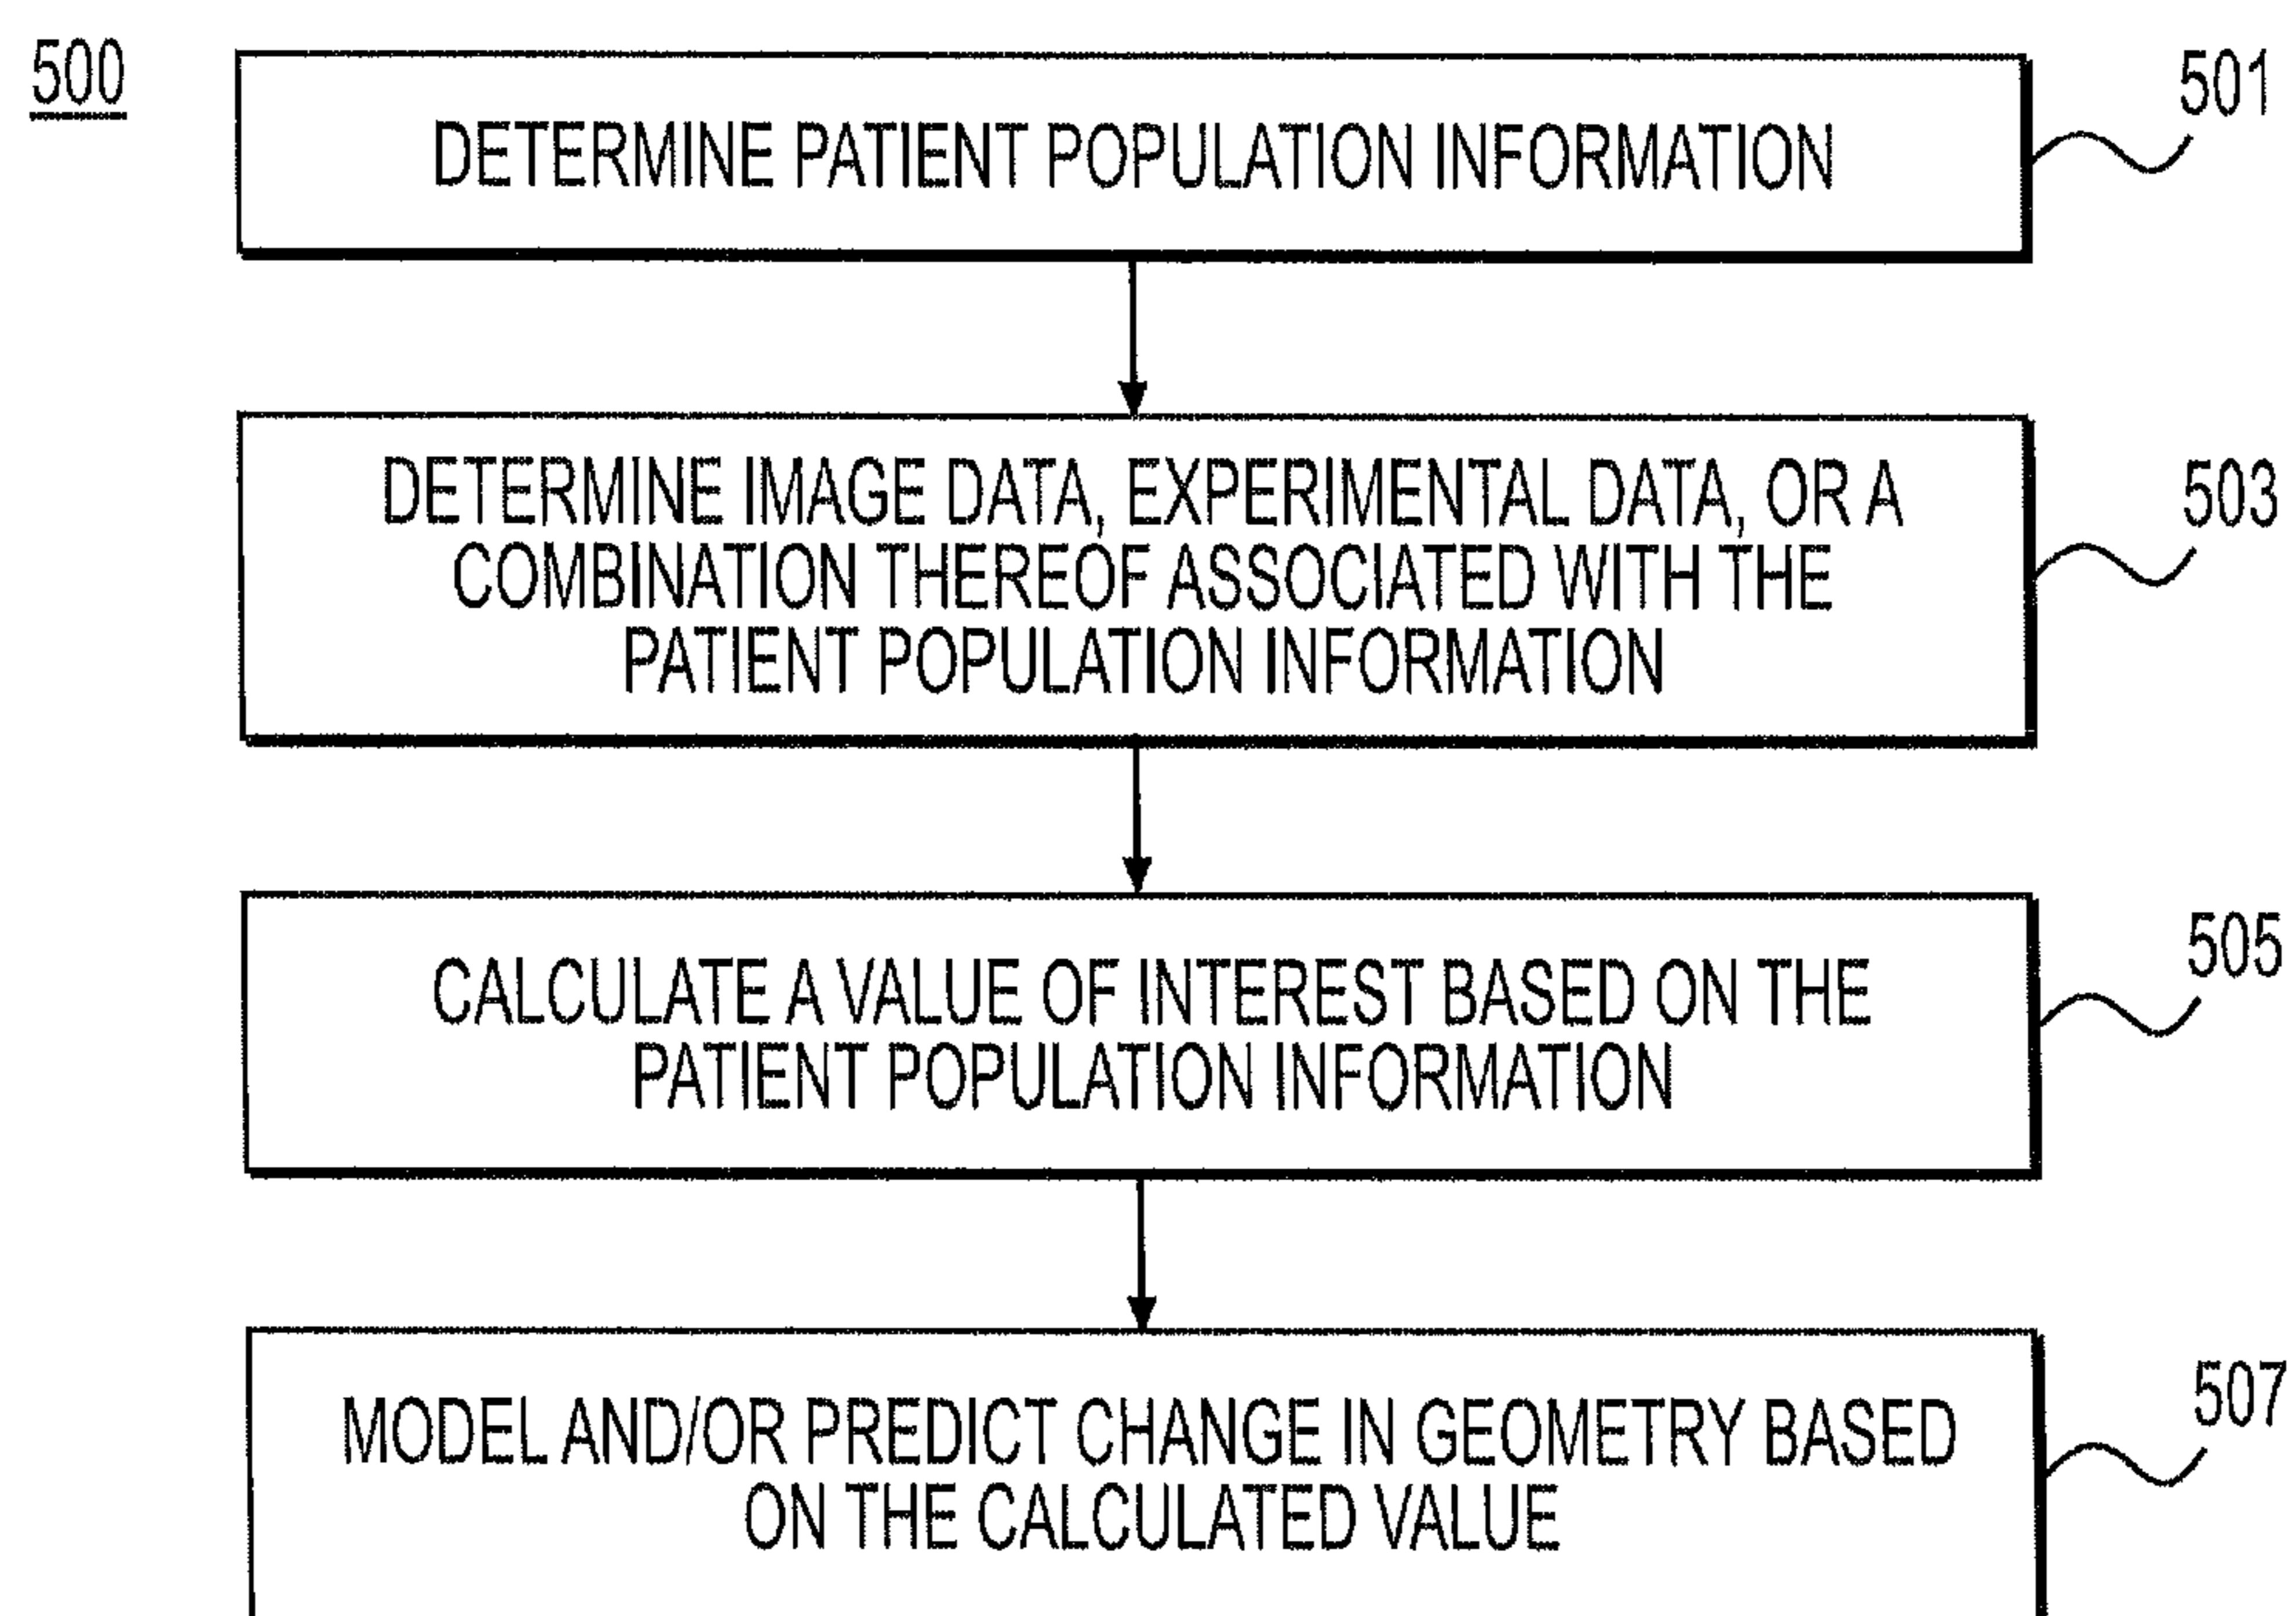 500
DETERMINE PATIENT POPULATION INFORMATION
501
DETERMINE IMAGE DATA, EXPERIMENTAL DATA, OR A
COMBINATION THEREOF ASSOCIATED WITH THE
PATIENT POPULATION INFORMATION
503
CALCULATE A VALUE OF INTEREST BASED ON THE
PATIENT POPULATION INFORMATION
505
MODEL AND/OR PREDICT CHANGE IN GEOMETRY BASED
ON THE CALCULATED VALUE
507